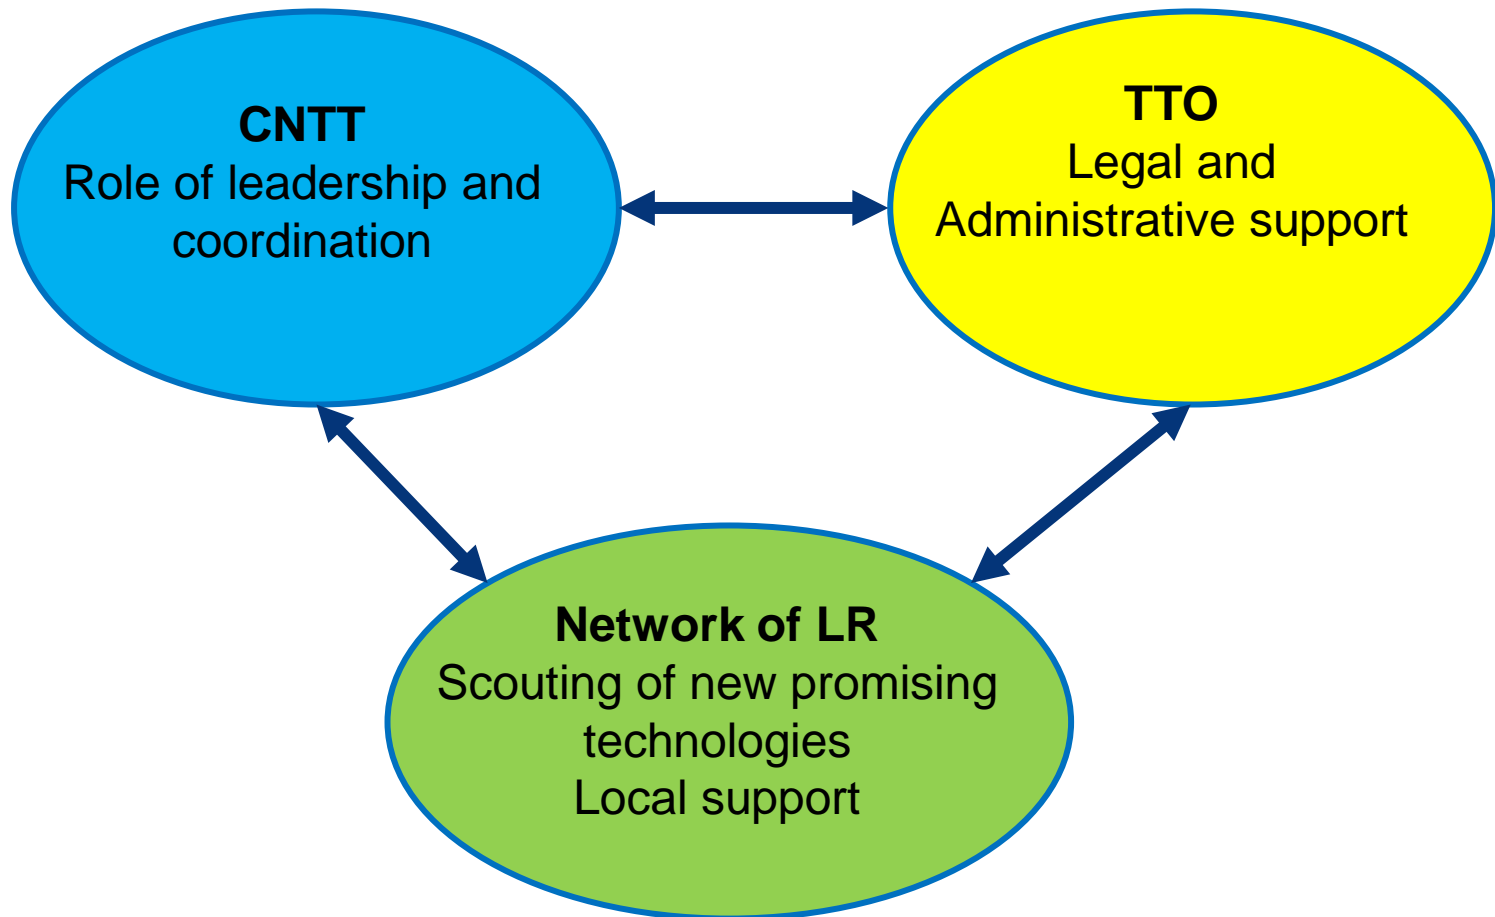 CNTT
Role of leadership and
coordination
TTO
Legal and
Administrative support
Network of LR
Scouting of new promising
technologies
Local support